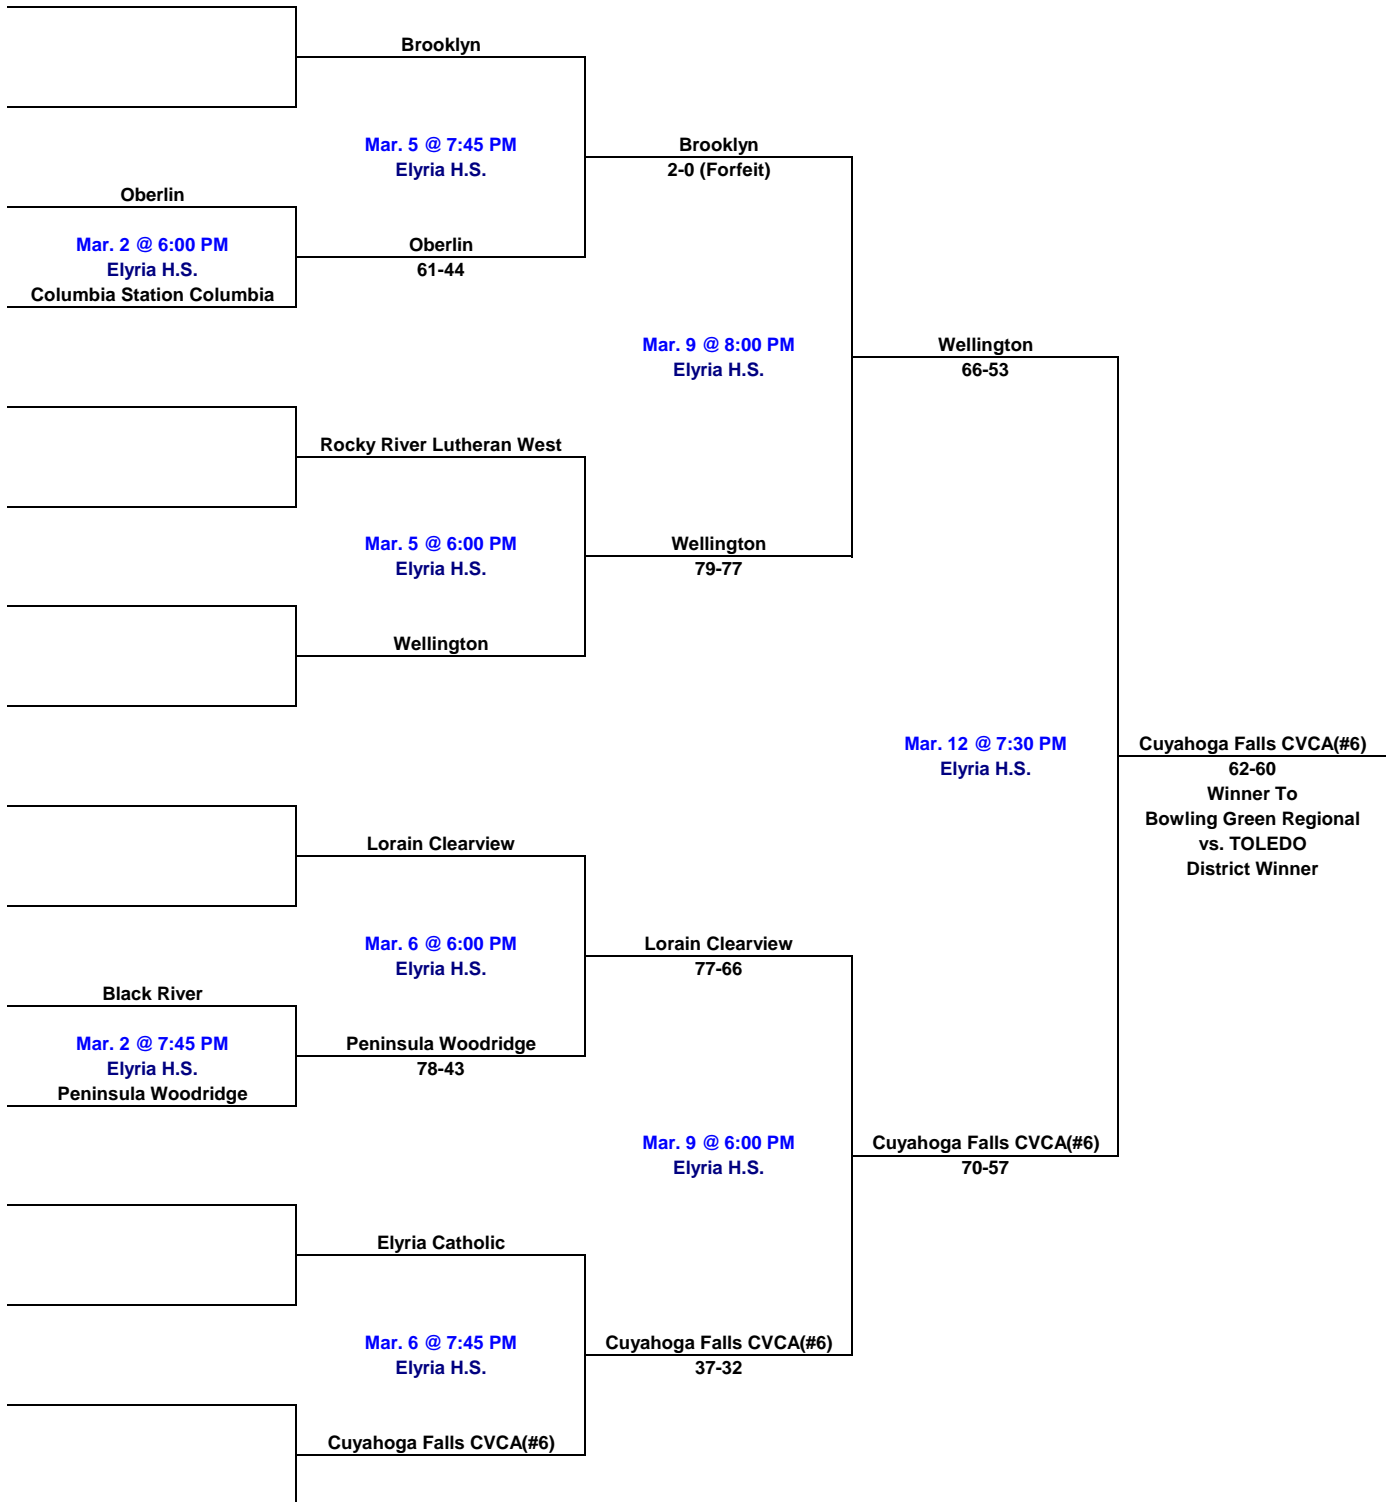 Brooklyn
Mar. 5 @ 7:45 PM
Elyria H.S.
Brooklyn
2-0 (Forfeit)
Oberlin
Mar. 2 @ 6:00 PM
Elyria H.S.
Columbia Station Columbia
Oberlin
61-44
Mar. 9 @ 8:00 PM
Elyria H.S.
Wellington
66-53
Rocky River Lutheran West
Mar. 5 @ 6:00 PM
Elyria H.S.
Wellington
79-77
Wellington
Mar. 12 @ 7:30 PM
Elyria H.S.
Cuyahoga Falls CVCA(#6)
62-60
Winner To
Bowling Green Regional
vs. TOLEDO
District Winner
Lorain Clearview
Mar. 6 @ 6:00 PM
Elyria H.S.
Lorain Clearview
77-66
Black River
Mar. 2 @ 7:45 PM
Elyria H.S.
Peninsula Woodridge
Peninsula Woodridge
78-43
Mar. 9 @ 6:00 PM
Elyria H.S.
Cuyahoga Falls CVCA(#6)
70-57
Elyria Catholic
Mar. 6 @ 7:45 PM
Elyria H.S.
Cuyahoga Falls CVCA(#6)
37-32
Cuyahoga Falls CVCA(#6)